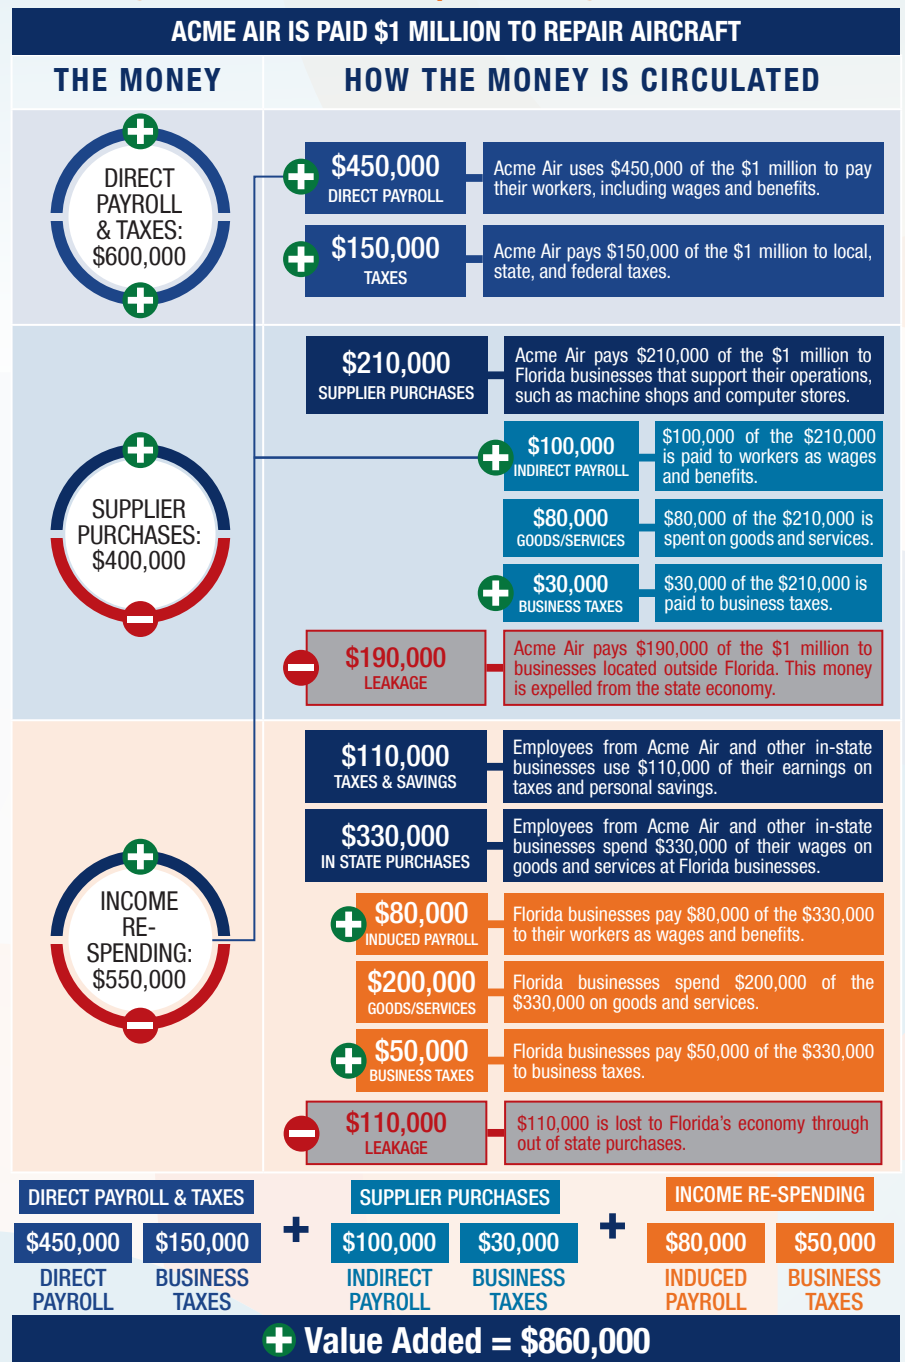 ACME AIR IS PAID $1 MILLION TO REPAIR AIRCRAFT
THE MONEY
HOW THE MONEY IS CIRCULATED
DIRECT
PAYROLL
& TAXES:
$600,000
$450,000
DIRECT PAYROLL
Acme Air uses $450,000 of the $1 million to pay
their workers, including wages and benefits.
$150,000
TAXES
Acme Air pays $150,000 of the $1 million to local,
state, and federal taxes.
SUPPLIER
PURCHASES:
$400,000
$210,000
SUPPLIER PURCHASES
Acme Air pays $210,000 of the $1 million to
Florida businesses that support their operations,
such as machine shops and computer stores.
$100,000
INDIRECT PAYROLL
$100,000 of the $210,000
is paid to workers as wages
and benefits.
$80,000
GOODS/SERVICES
$80,000 of the $210,000 is
spent on goods and services.
$30,000
BUSINESS TAXES
$30,000 of the $210,000 is
paid to business taxes.
$190,000
LEAKAGE
Acme Air pays $190,000 of the $1 million to
businesses located outside Florida. This money
is expelled from the state economy.
INCOME
RE-
SPENDING:
$550,000
$110,000
TAXES & SAVINGS
Employees from Acme Air and other in-state
businesses use $110,000 of their earnings on
taxes and personal savings.
$330,000
IN STATE PURCHASES
Employees from Acme Air and other in-state
businesses spend $330,000 of their wages on
goods and services at Florida businesses.
$80,000
INDUCED PAYROLL
Florida businesses pay $80,000 of the $330,000
to their workers as wages and benefits.
$200,000
GOODS/SERVICES
Florida businesses spend $200,000 of the
$330,000 on goods and services.
$50,000
BUSINESS TAXES
Florida businesses pay $50,000 of the $330,000
to business taxes.
$110,000
LEAKAGE
$110,000 is lost to Florida's economy through
out of state purchases.
DIRECT PAYROLL & TAXES
$450,000
DIRECT
PAYROLL
$150,000
BUSINESS
TAXES
+
SUPPLIER PURCHASES
$100,000
INDIRECT
PAYROLL
$30,000
BUSINESS
TAXES
+
INCOME RE-SPENDING
$80,000
INDUCED
PAYROLL
$50,000
BUSINESS
TAXES
+ Value Added = $860,000